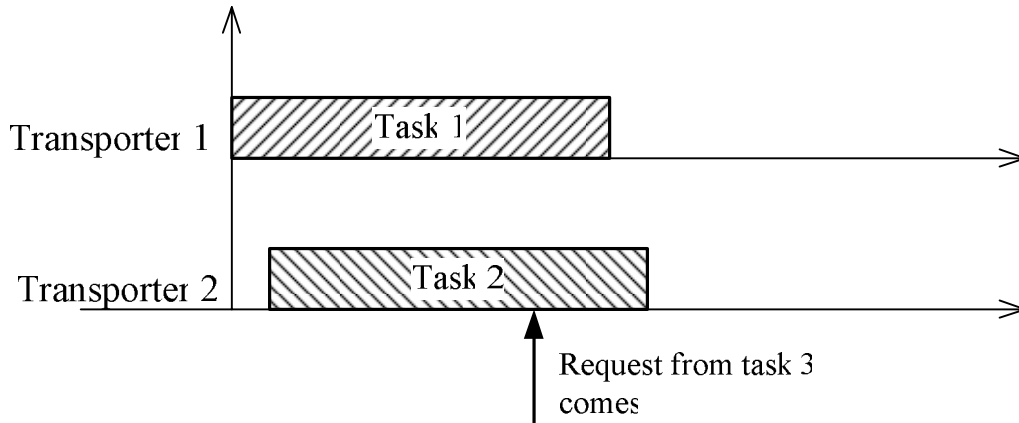 Task 1
Transporter 1
Task 2
Transporter 2
Request from task 3
comes